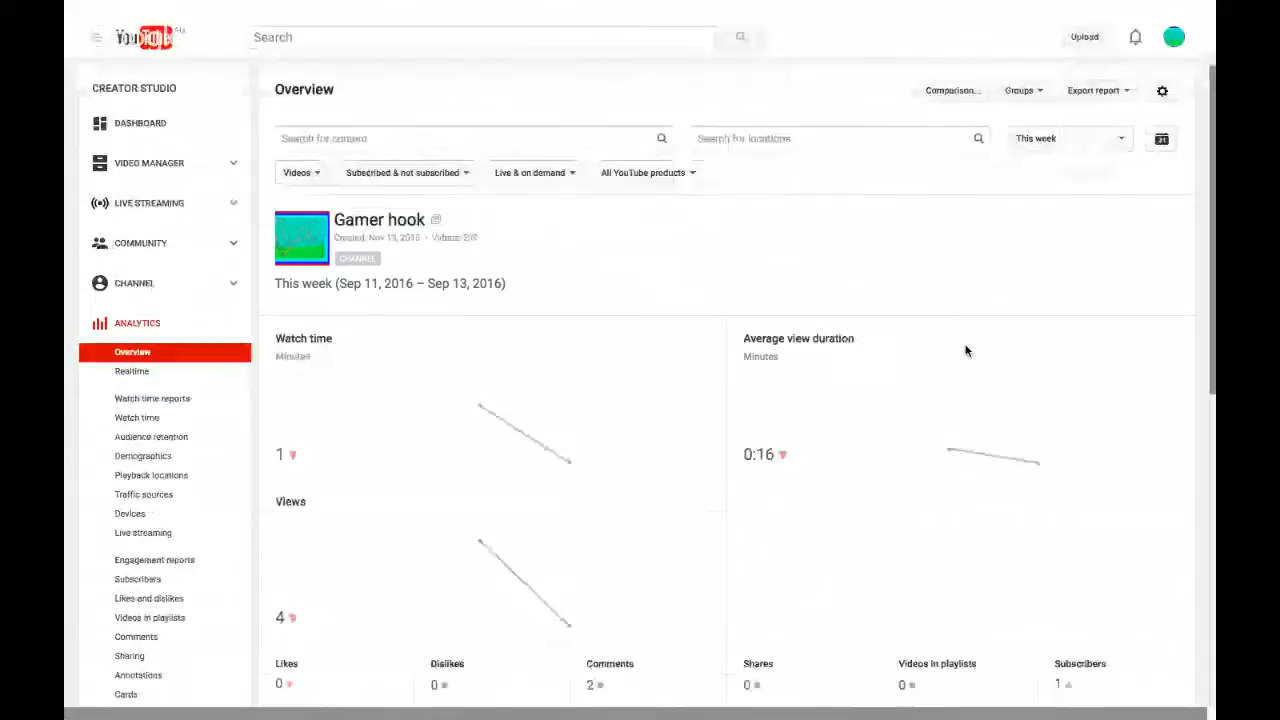 YouTube
Search
Upload
CREATOR STUDIO
DASHBOARD
VIDEO MANAGER
LIVE STREAMING
COMMUNITY
CHANNEL
ANALYTICS
Overview
Realtime
Watch time reports
Watch time
Audience retention
Demographics
Playback locations
Traffic sources
Devices
Live streaming
Engagement reports
Subscribers
Likes and dislikes
Videos in playlists
Comments
Sharing
Annotations
Cards
Overview
Comparison...
Groups
Export report
Search for content
Search for locations
This week
Videos
Subscribed & not subscribed
Live & on demand
All YouTube products
Gamer hook
CHANNEL
This week (Sep 11, 2016 – Sep 13, 2016)
Watch time
Minutes
1
Average view duration
Minutes
0:16
Views
4
Likes
0
Dislikes
0
Comments
2
Shares
0
Videos in playlists
0
Subscribers
1